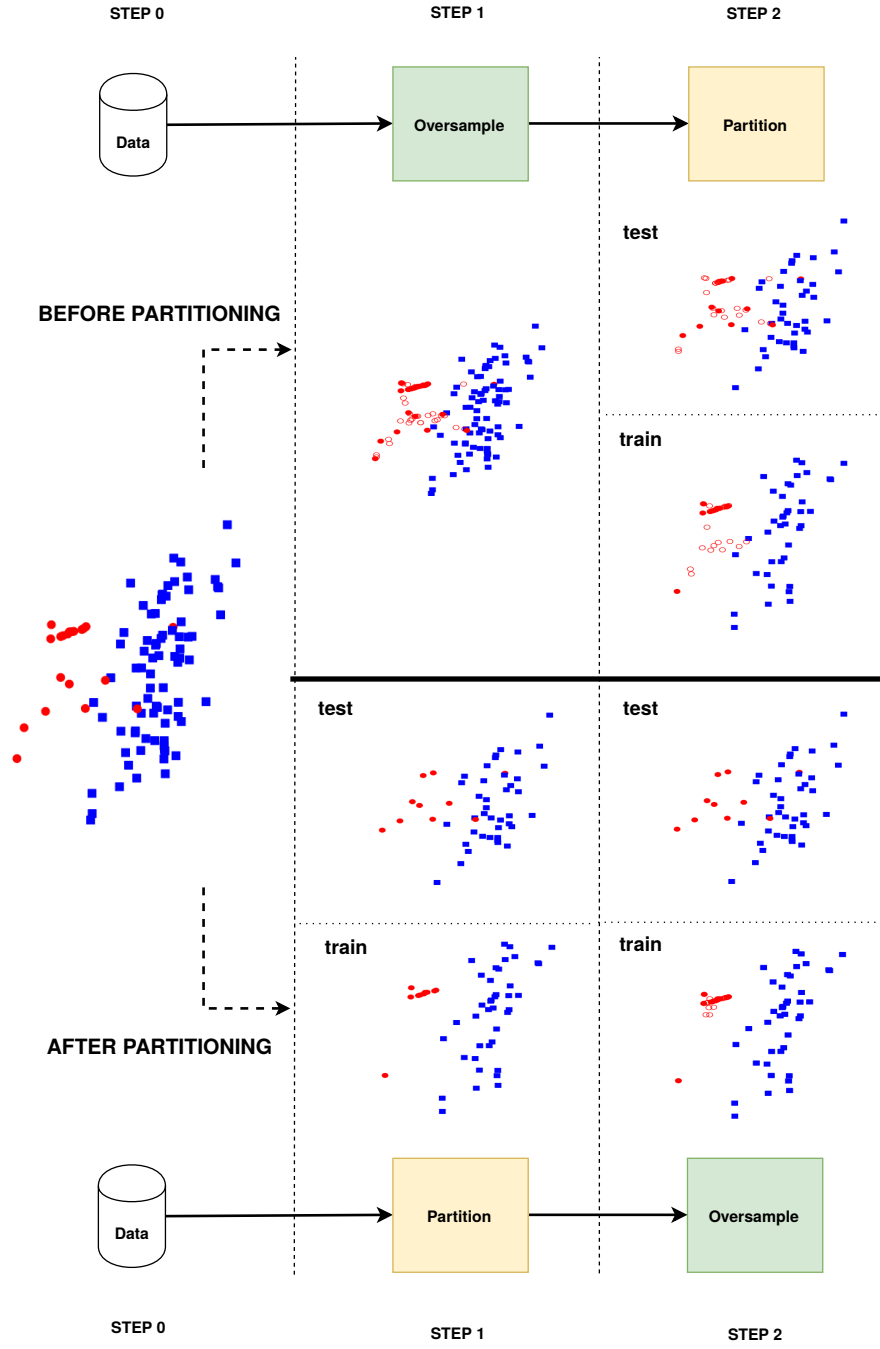 STEP 0
STEP 1
STEP 2
Data
Oversample
Partition
test
BEFORE PARTITIONING
train
test
test
train
train
AFTER PARTITIONING
Data
Partition
Oversample
STEP 0
STEP 1
STEP 2